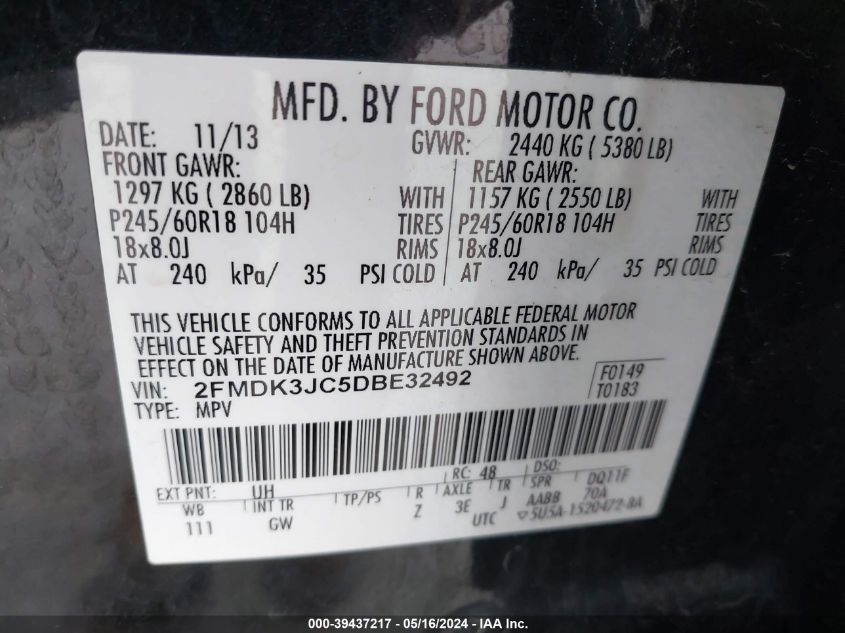 MFD. BY FORD MOTOR CO.
DATE: 11/13 GVWR: 2440 KG ( 5380 LB)
FRONT GAWR: REAR GAWR:
1297 KG ( 2860 LB) WITH 1157 KG ( 2550 LB) WITH
P245/60R18 104H TIRES P245/60R18 104H TIRES
18x8.0J RIMS 18x8.0J RIMS
AT 240 kPa/ 35 PSI COLD AT 240 kPa/ 35 PSI COLD
THIS VEHICLE CONFORMS TO ALL APPLICABLE FEDERAL MOTOR
VEHICLE SAFETY AND THEFT PREVENTION STANDARDS IN
EFFECT ON THE DATE OF MANUFACTURE SHOWN ABOVE.
VIN: 2FMDK3JC5DBE32492 F0149
TYPE: MPV T0183
RC: 48 DSO:
EXT PNT: UH DQ11F
WB INT TR TP/PS R AXLE TR SPR 70A
111 GW Z 3E J AABB
UTC ▽5U5A-1520472-BA
000-39437217 - 05/16/2024 - IAA Inc.